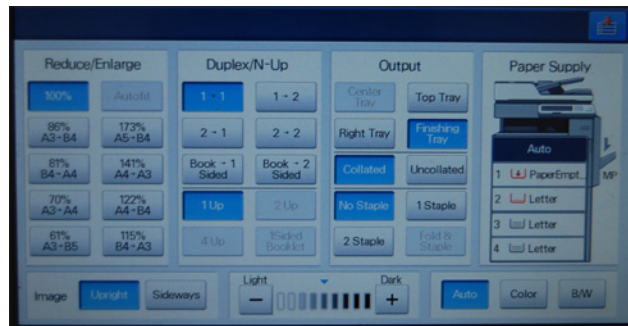 Reduce/Enlarge
100%
Autofit
86%
A3→B4
173%
A5→B4
81%
B4→A4
141%
A4→A3
70%
A3→A4
122%
A4→B4
61%
A3→B5
115%
B4→A3
Duplex/N-Up
1→1
1→2
2→1
2→2
Book→1
Sided
Book→2
Sided
1 Up
2 Up
4 Up
1Sided
Booklet
Output
Center
Tray
Top Tray
Right Tray
Finishing
Tray
Collated
Uncollated
No Staple
1 Staple
2 Staple
Fold &
Staple
Paper Supply
Auto
1 PaperEmpt..
MP
2 Letter
3 Letter
4 Letter
Image
Upright
Sideways
Light
Dark
Auto
Color
B/W